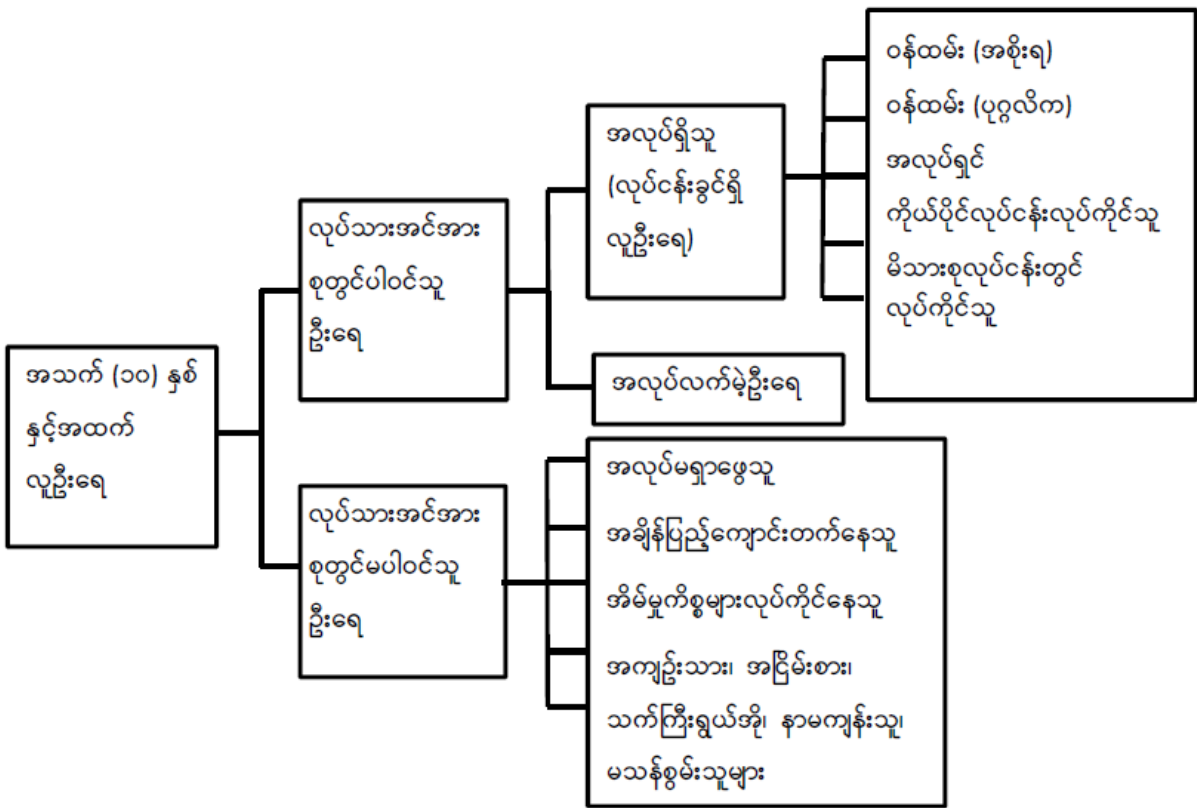 အသက် (၁၀) နှစ်
နှင့်အထက်
လူဦးရေ
လုပ်သားအင်အား
စုတွင်ပါဝင်သူ
ဦးရေ
လုပ်သားအင်အား
စုတွင်မပါဝင်သူ
ဦးရေ
အလုပ်ရှိသူ
(လုပ်ငန်းခွင်ရှိ
လူဦးရေ)
အလုပ်လက်မဲ့ဦးရေ
ဝန်ထမ်း (အစိုးရ)
ဝန်ထမ်း (ပုဂ္ဂလိက)
အလုပ်ရှင်
ကိုယ်ပိုင်လုပ်ငန်းလုပ်ကိုင်သူ
မိသားစုလုပ်ငန်းတွင်
လုပ်ကိုင်သူ
အလုပ်မရှာဖွေသူ
အချိန်ပြည့်ကျောင်းတက်နေသူ
အိမ်မှုကိစ္စများလုပ်ကိုင်နေသူ
အကျဉ်းသား၊ အငြိမ်းစား၊
သက်ကြီးရွယ်အို၊ နာမကျန်းသူ၊
မသန်စွမ်းသူများ